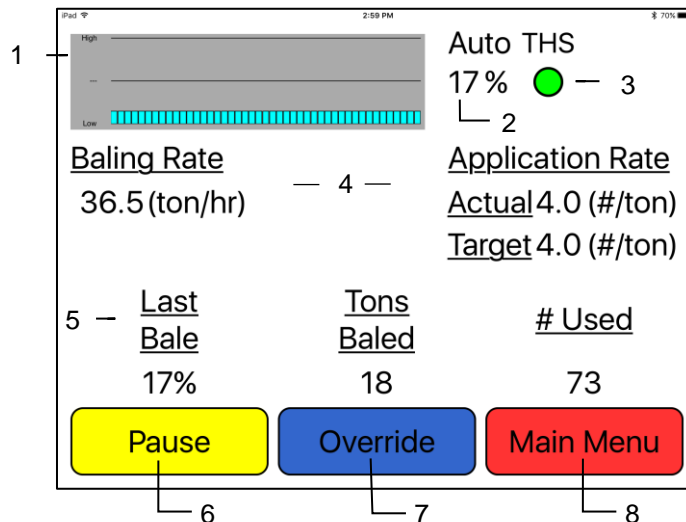 iPad 2:59 PM 70%
High
1
Low
Auto THS
17 % 3
2
Baling Rate
36.5 (ton/hr)
4
Application Rate
Actual 4.0 (#/ton)
Target 4.0 (#/ton)
5
Last Bale
Tons Baled
# Used
17% 18 73
Pause Override Main Menu
6 7 8